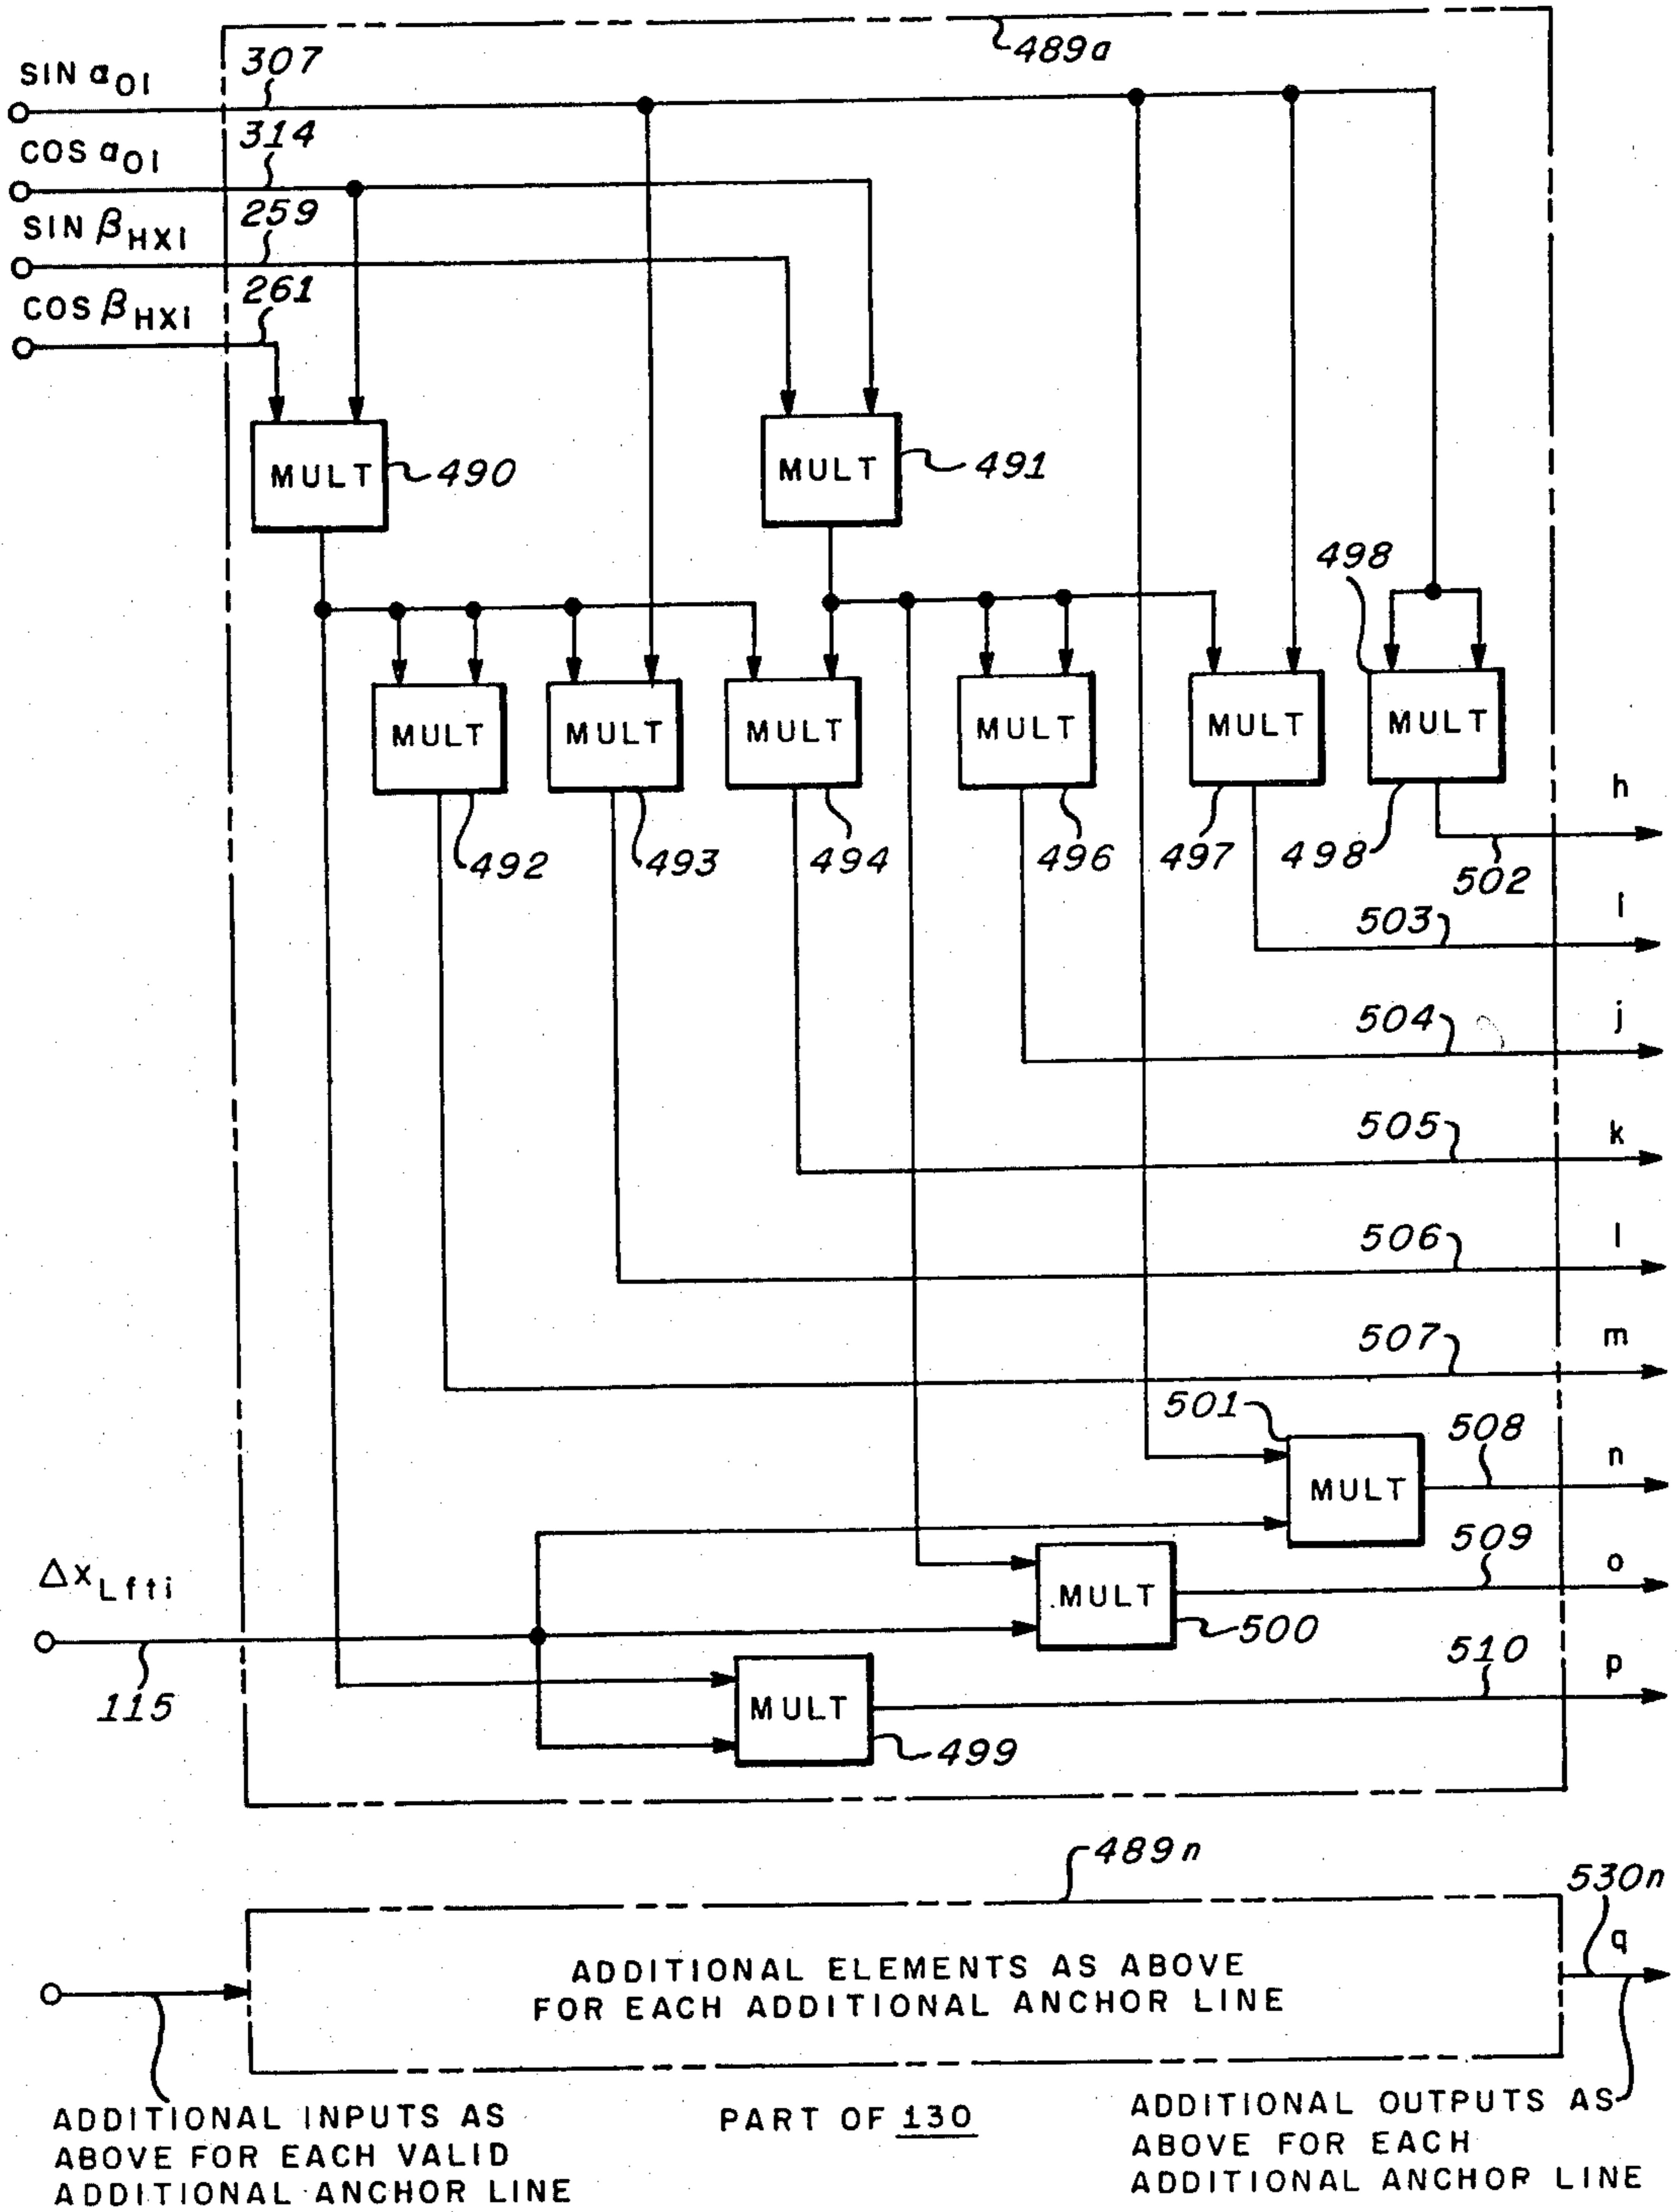 489a
SIN α01
307
COS α01
314
SIN βHX1
259
COS βHX1
261
MULT
490
MULT
491
498
MULT
MULT
MULT
MULT
MULT
MULT
h
492
493
494
496
497
498
502
i
503
j
504
k
505
l
506
m
507
501
508
n
MULT
509
o
ΔxLfti
MULT
500
510
p
115
MULT
499
489n
530n
q
ADDITIONAL ELEMENTS AS ABOVE
FOR EACH ADDITIONAL ANCHOR LINE
ADDITIONAL INPUTS AS
ABOVE FOR EACH VALID
ADDITIONAL ANCHOR LINE
PART OF 130
ADDITIONAL OUTPUTS AS
ABOVE FOR EACH
ADDITIONAL ANCHOR LINE